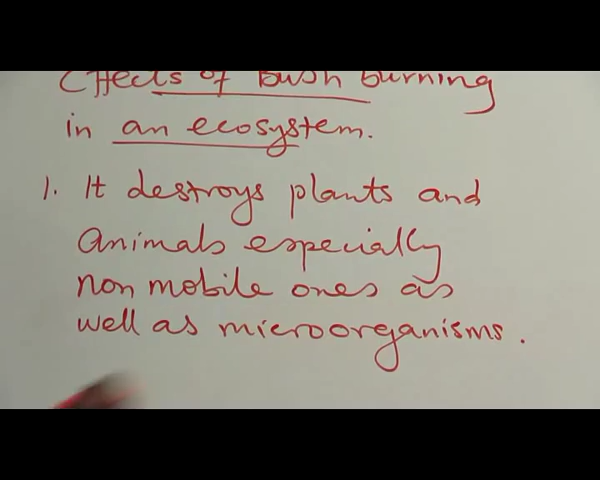 Effects of bush burning
in an ecosystem.
1. It destroys plants and
animals especially
non mobile ones as
well as microorganisms.